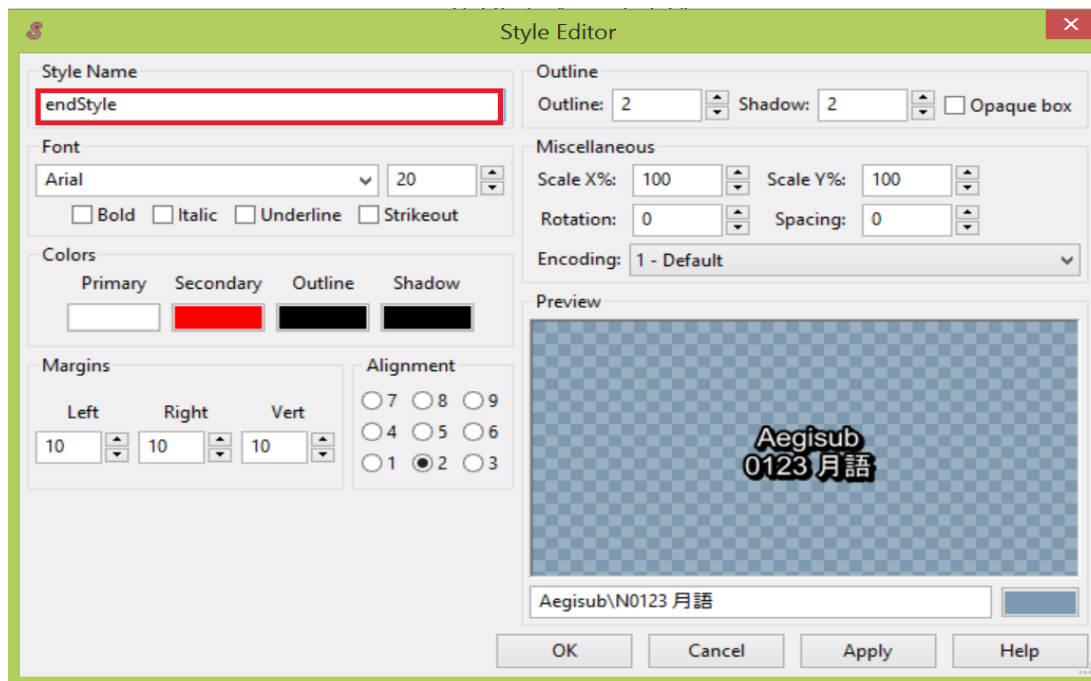 Style Editor
Style Name
endStyle
Font
Arial
20
Bold Italic Underline Strikeout
Colors
Primary Secondary Outline Shadow
Margins
Left Right Vert
10 10 10
Alignment
7 8 9
4 5 6
1 2 3
Outline
Outline: 2 Shadow: 2 Opaque box
Miscellaneous
Scale X%: 100 Scale Y%: 100
Rotation: 0 Spacing: 0
Encoding: 1 - Default
Preview
Aegisub
0123 月語
Aegisub\N0123 月語
OK Cancel Apply Help